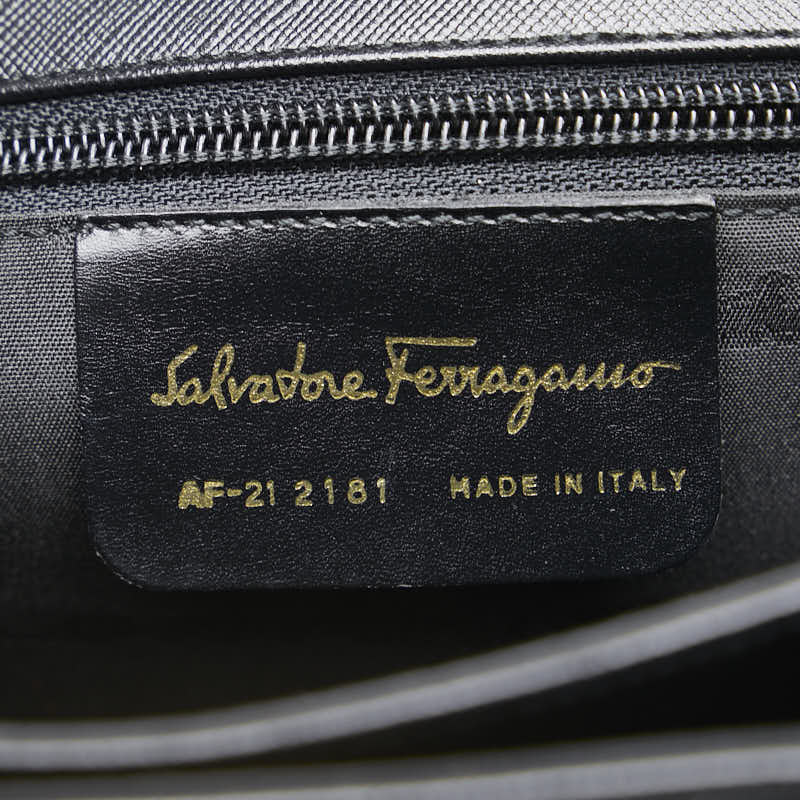 Salvatore Ferragamo
AF-21 2181 MADE IN ITALY